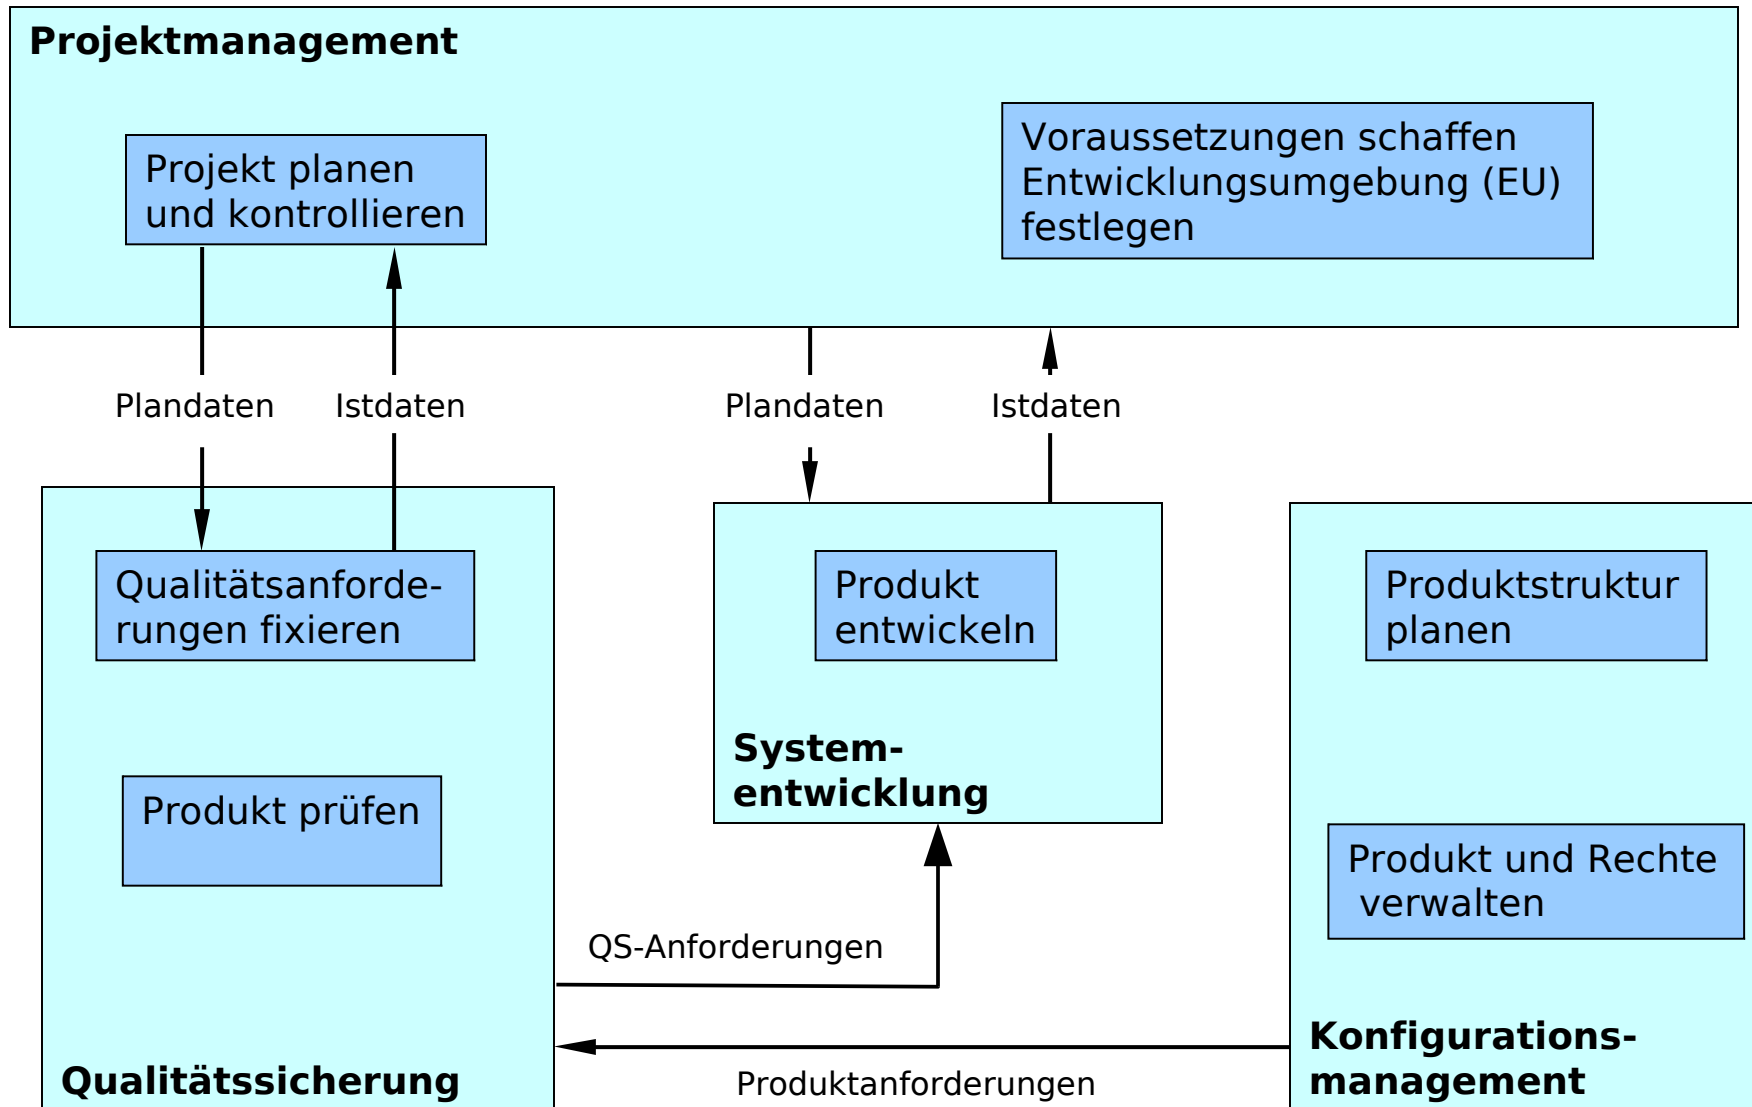 Projektmanagement
Projekt planen
und kontrollieren
Voraussetzungen schaffen
Entwicklungsumgebung (EU)
festlegen
Plandaten
Istdaten
Plandaten
Istdaten
Qualitätsanforde-
rungen fixieren
Produkt prüfen
Qualitätssicherung
Produkt
entwickeln
System-
entwicklung
QS-Anforderungen
Produktanforderungen
Produktstruktur
planen
Produkt und Rechte
verwalten
Konfigurations-
management